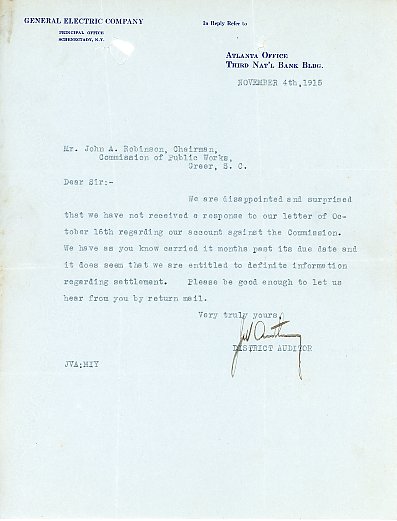 GENERAL ELECTRIC COMPANY
PRINCIPAL OFFICE
SCHENECTADY, N.Y.
In Reply Refer to
ATLANTA OFFICE
THIRD NAT'L BANK BLDG.
NOVEMBER 4th,1915
Mr. John A. Robinson, Chairman,
Commission of Public Works,
Greer, S. C.
Dear Sir:-
We are disappointed and surprised
that we have not received a response to our letter of Oc-
tober 16th regarding our account against the Commission.
We have as you know carried it months past its due date and
it does seem that we are entitled to definite information
regarding settlement. Please be good enough to let us
hear from you by return mail.
Very truly yours,
DISTRICT AUDITOR
JVA;HIY